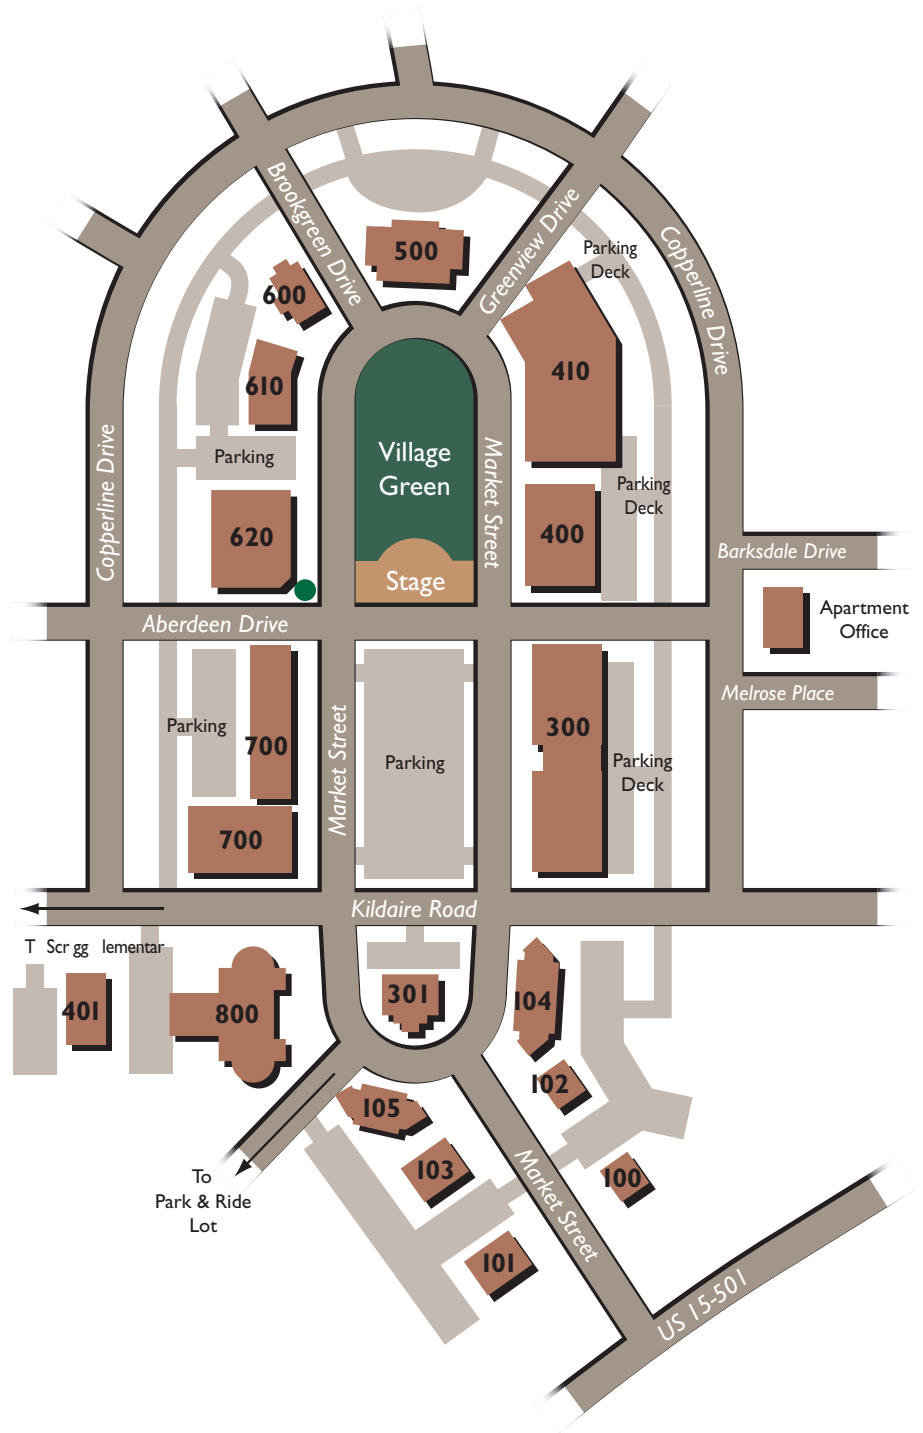 Brookgreen Drive
500
Greenview Drive
Parking
Deck
Copperline Drive
600
410
610
Village
Green
Market Street
Parking
Copperline Drive
Parking
Deck
620
400
Barksdale Drive
Stage
Apartment
Office
Aberdeen Drive
Melrose Place
Parking
700
Market Street
Parking
300
Parking
Deck
700
Kildaire Road
T Scr gg lementar
401
800
301
104
102
105
103
100
To
Park & Ride
Lot
Market Street
101
US 15-501